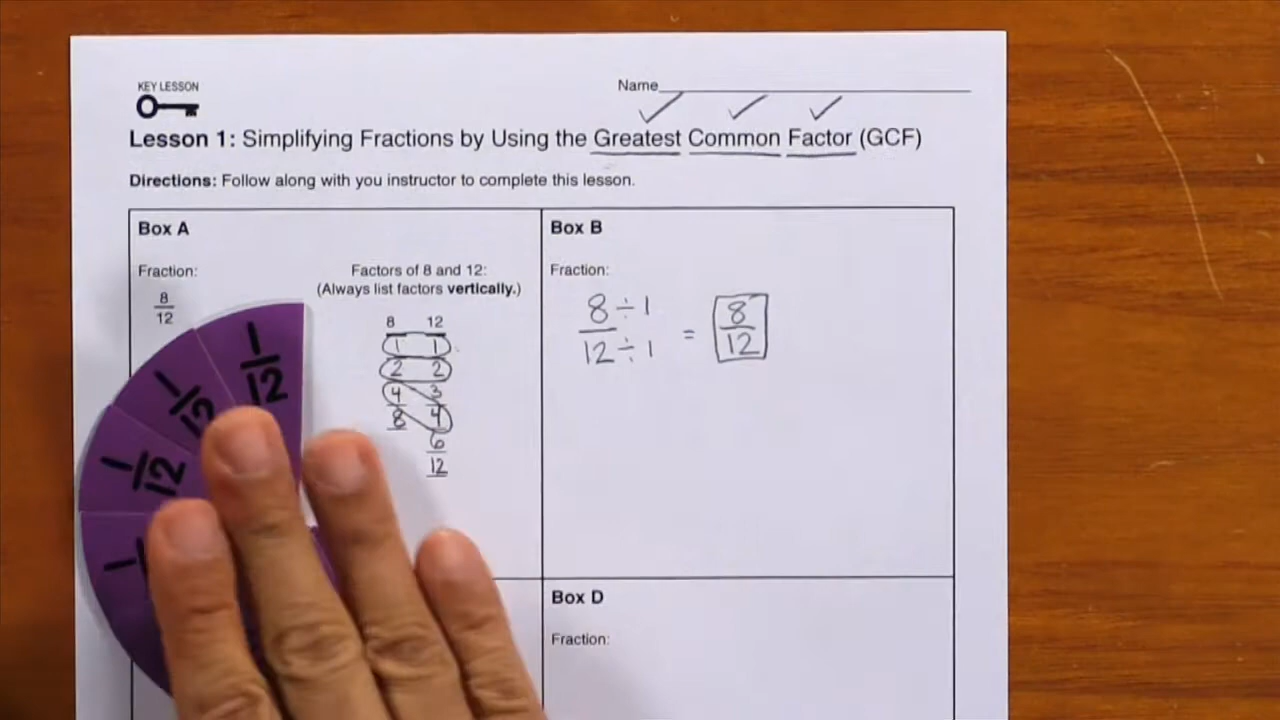 KEY LESSON
Name
Lesson 1: Simplifying Fractions by Using the Greatest Common Factor (GCF)
Directions: Follow along with you instructor to complete this lesson.
Box A
Fraction:
8
12
Factors of 8 and 12:
(Always list factors vertically.)
8 12
1 1
2 2
4 3
8 4
6
12
1
12
1
12
1
12
1
Box B
Fraction:
8 ÷ 1
12 ÷ 1
=
8
12
Box D
Fraction: